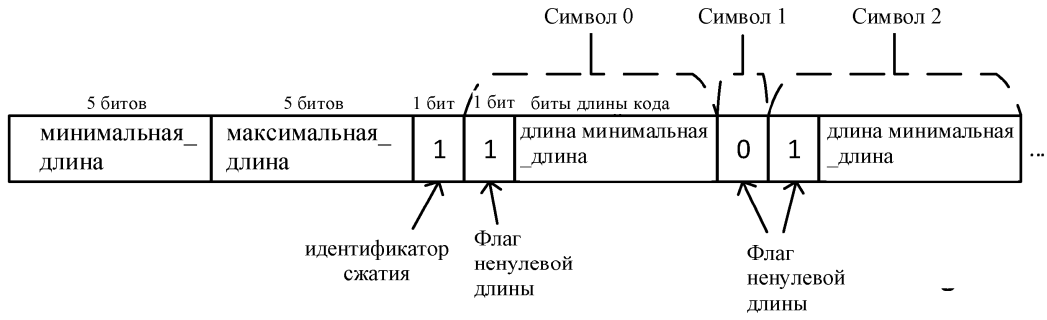 Символ 0 Символ 1 Символ 2
5 битов 5 битов 1 бит 1 бит биты длины кода
минимальная_ максимальная_ 1 1 длина минимальная 0 1 длина минимальная ...
длина длина _длина _длина
идентификатор
сжатия
Флаг
ненулевой
длины
Флаг
ненулевой
длины